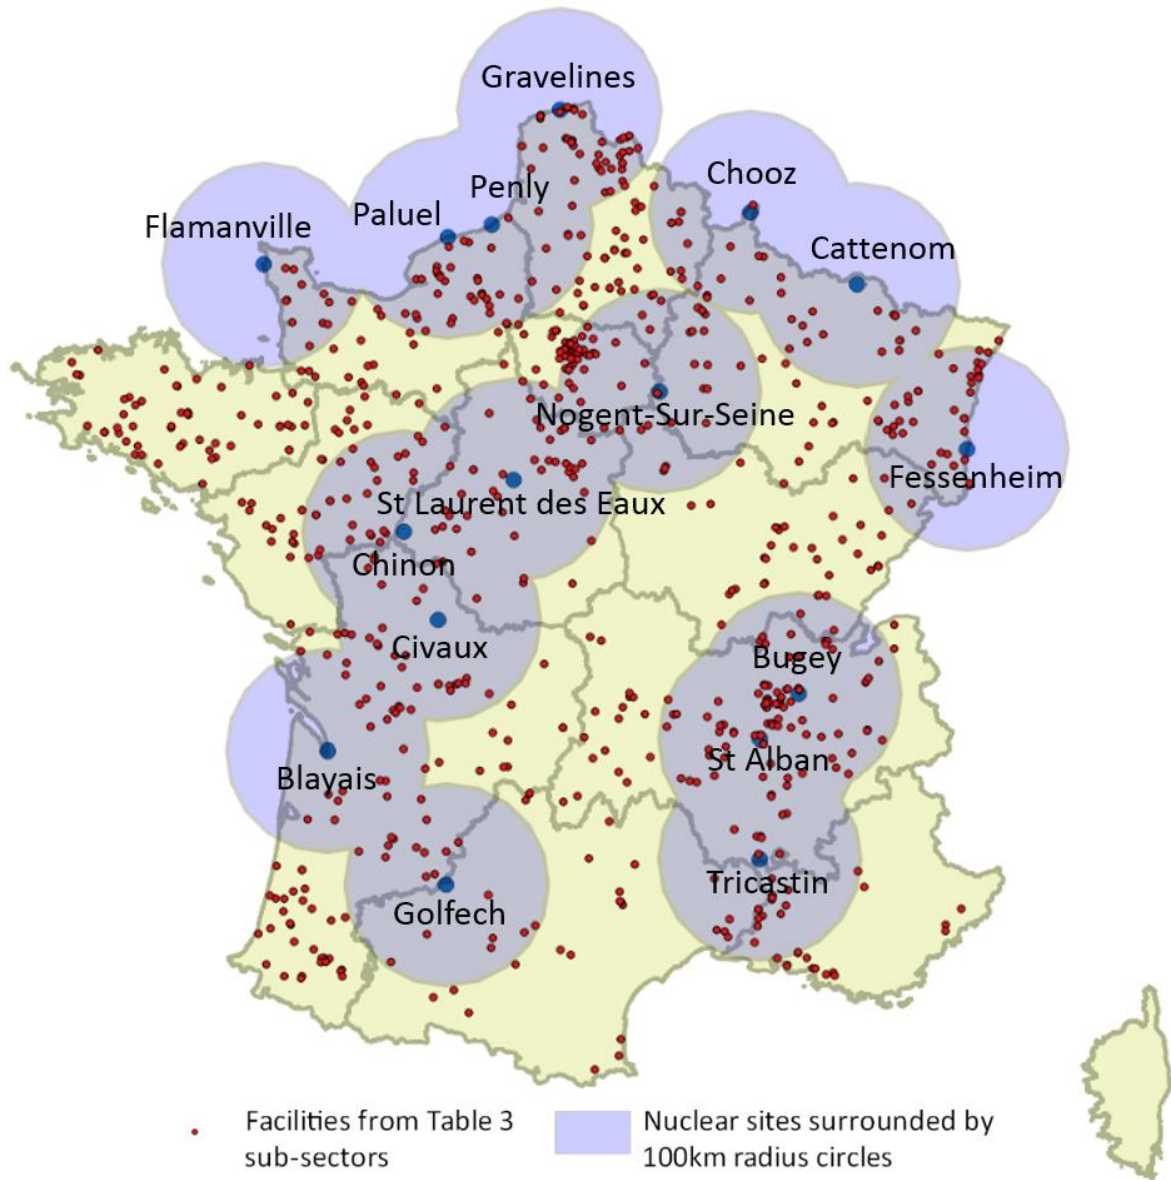 Gravelines
Chooz
Penly
Paluel
Flamanville
Cattenom
Nogent-Sur-Seine
Fessenheim
St Laurent des Eaux
Chinon
Civaux
Bugey
St Alban
Blayais
Tricastin
Golfech
Facilities from Table 3
sub-sectors
Nuclear sites surrounded by
100km radius circles